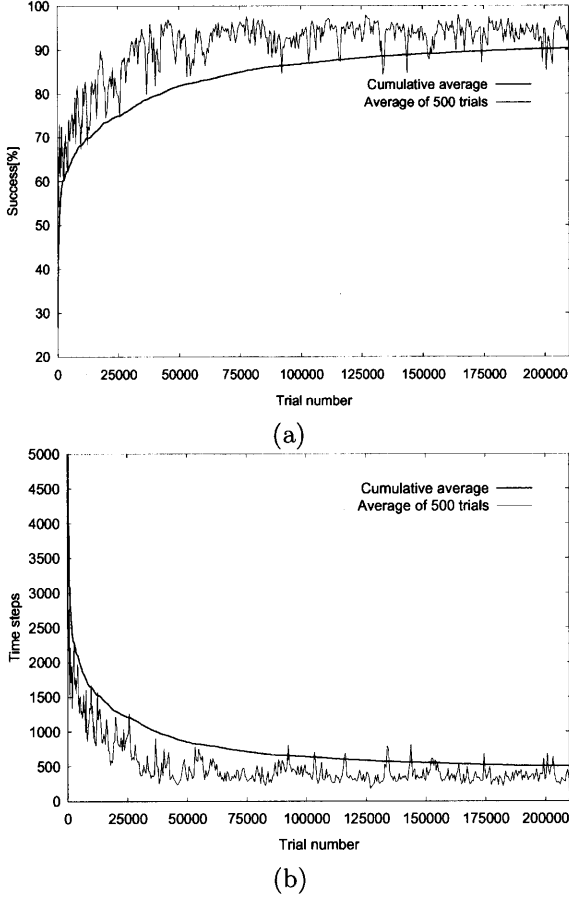 100
90
80
70
60
50
40
30
20
Success[%]
Cumulative average
Average of 500 trials
0 25000 50000 75000 100000 125000 150000 175000 200000
Trial number
(a)
5000
4500
4000
3500
3000
2500
2000
1500
1000
500
0
Time steps
Cumulative average
Average of 500 trials
0 25000 50000 75000 100000 125000 150000 175000 200000
Trial number
(b)